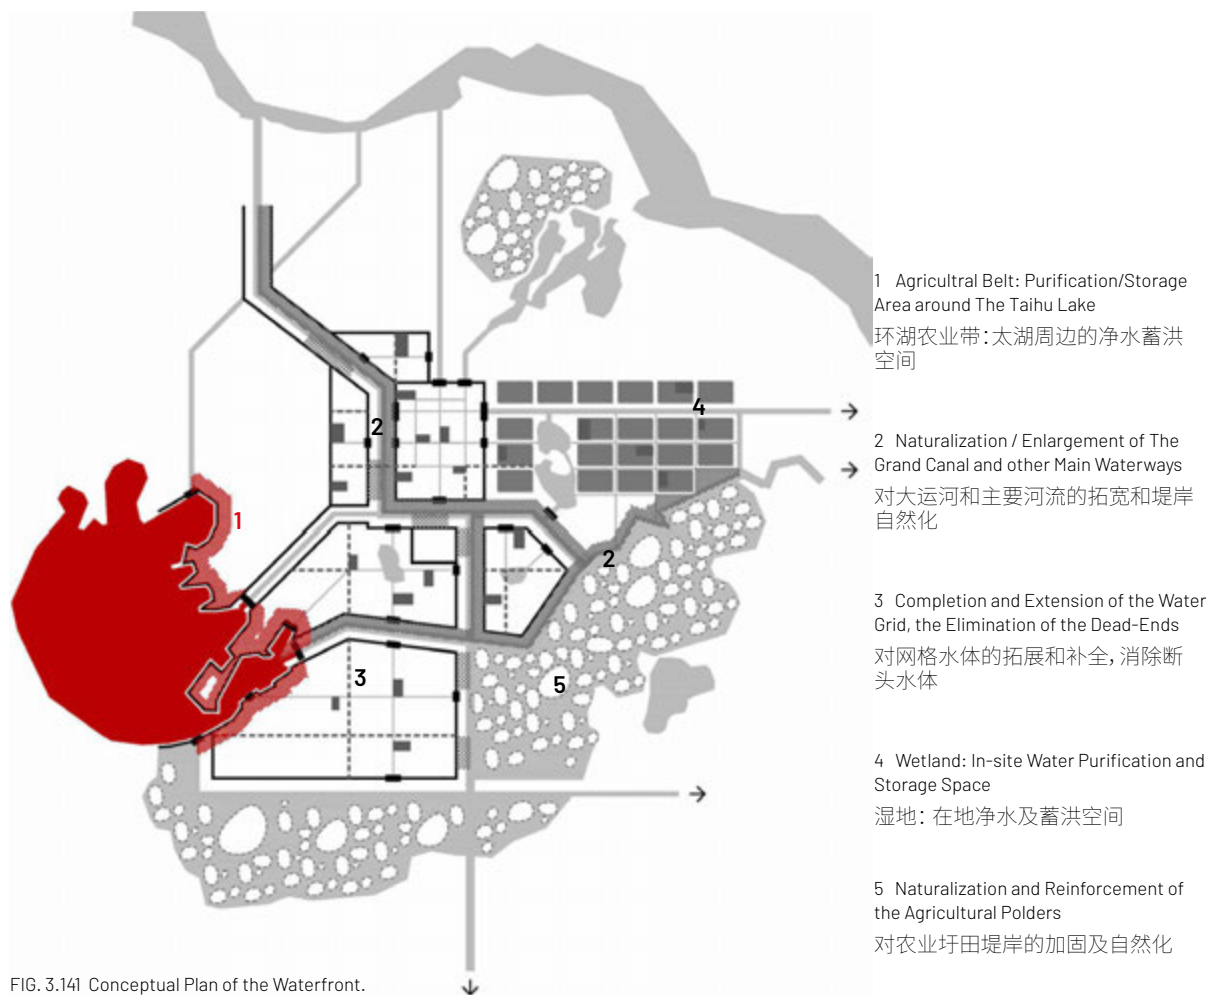 1
2
4
2
3
5
1 Agricultral Belt: Purification/Storage
Area around The Taihu Lake
环湖农业带：太湖周边的净水蓄洪
空间
2 Naturalization / Enlargement of The
Grand Canal and other Main Waterways
对大运河和主要河流的拓宽和堤岸
自然化
3 Completion and Extension of the Water
Grid, the Elimination of the Dead-Ends
对网格水体的拓展和补全，消除断
头水体
4 Wetland: In-site Water Purification and
Storage Space
湿地：在地净水及蓄洪空间
5 Naturalization and Reinforcement of
the Agricultural Polders
对农业圩田堤岸的加固及自然化
FIG. 3.141 Conceptual Plan of the Waterfront.